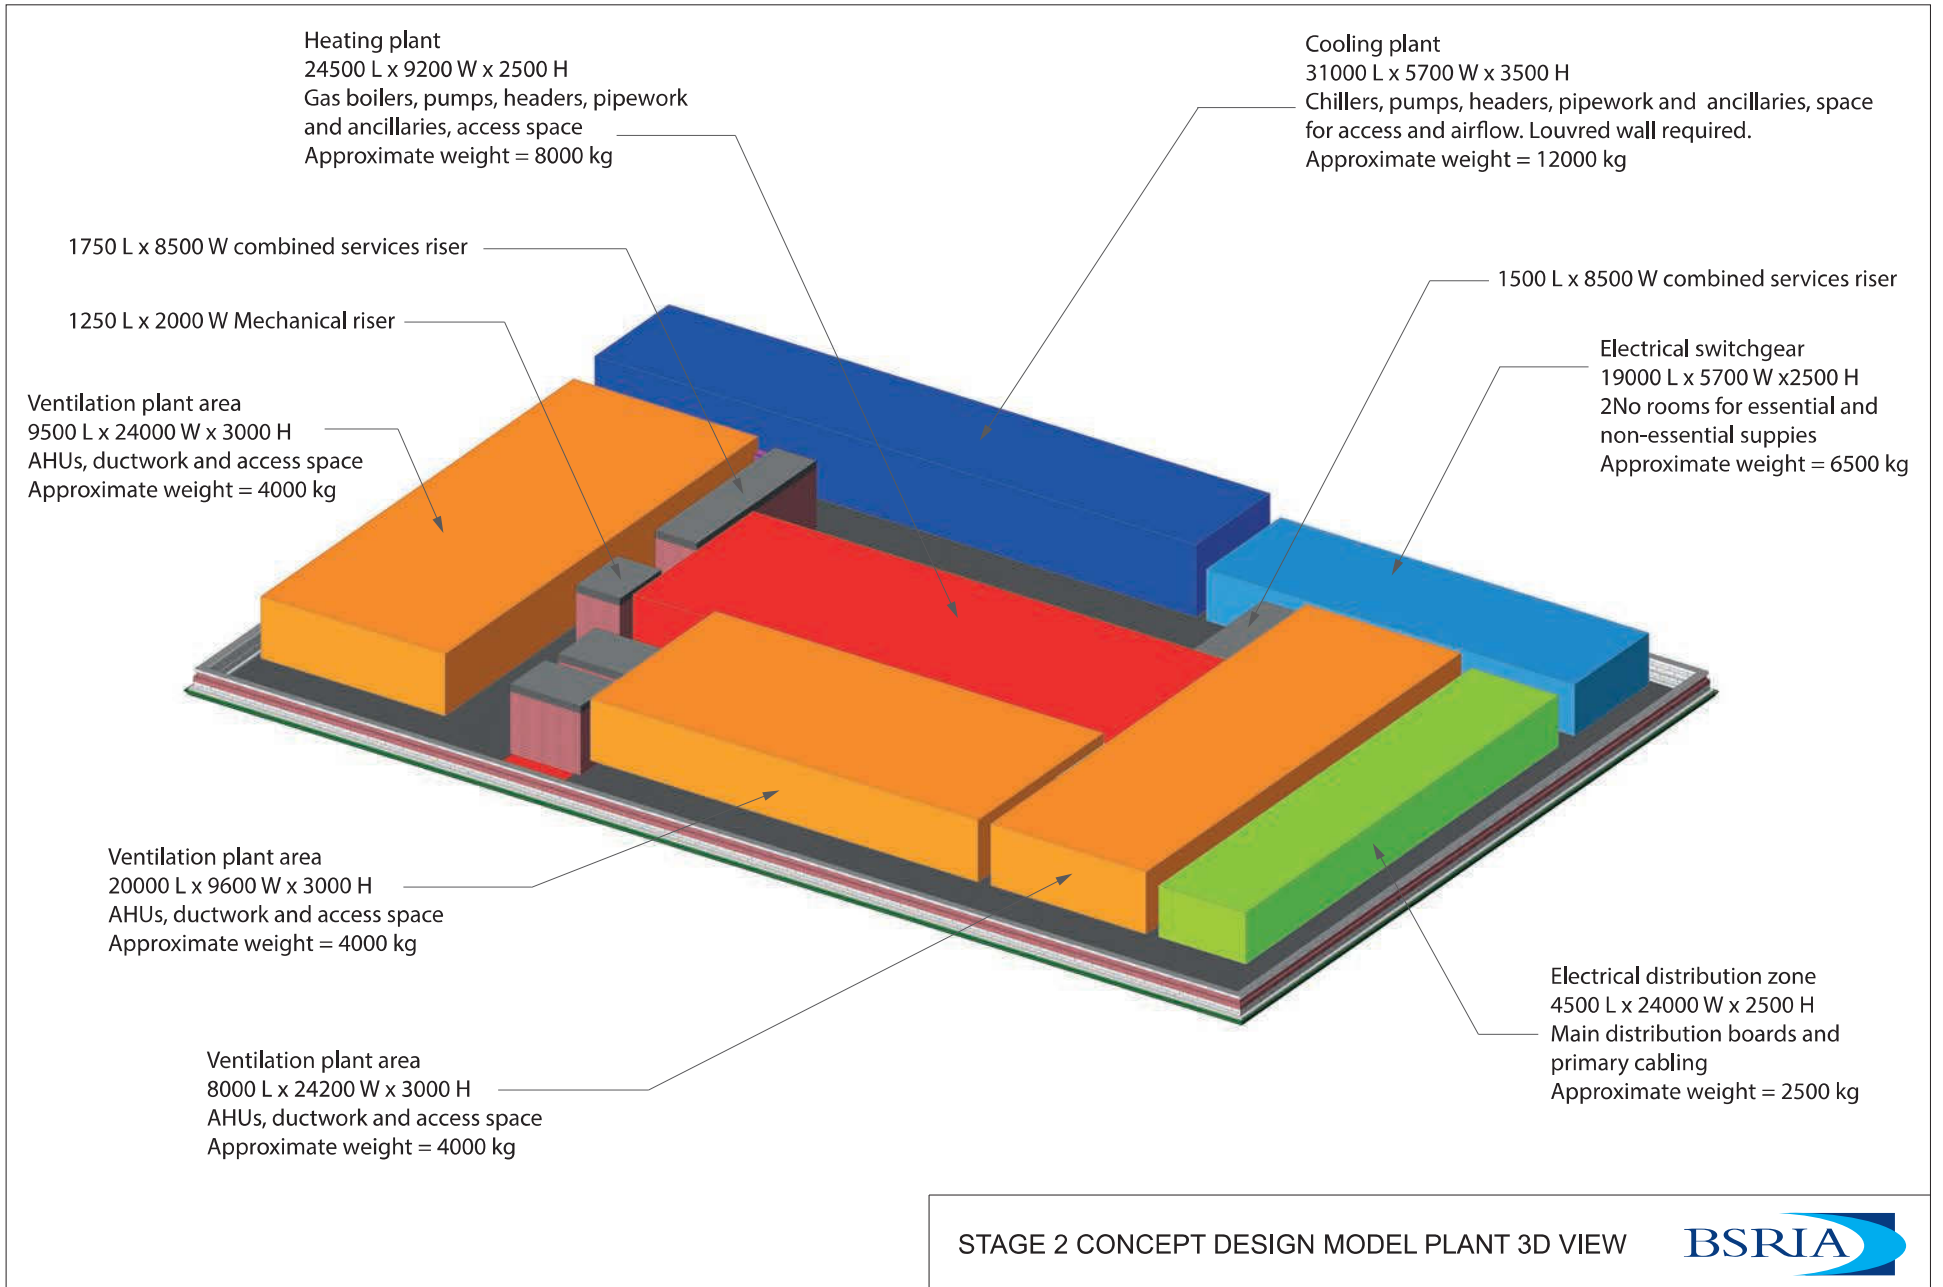 Heating plant
24500 L x 9200 W x 2500 H
Gas boilers, pumps, headers, pipework
and ancillaries, access space
Approximate weight = 8000 kg
Cooling plant
31000 L x 5700 W x 3500 H
Chillers, pumps, headers, pipework and ancillaries, space
for access and airflow. Louvred wall required.
Approximate weight = 12000 kg
1750 L x 8500 W combined services riser
1500 L x 8500 W combined services riser
1250 L x 2000 W Mechanical riser
Electrical switchgear
19000 L x 5700 W x2500 H
2No rooms for essential and
non-essential suppies
Approximate weight = 6500 kg
Ventilation plant area
9500 L x 24000 W x 3000 H
AHUs, ductwork and access space
Approximate weight = 4000 kg
Ventilation plant area
20000 L x 9600 W x 3000 H
AHUs, ductwork and access space
Approximate weight = 4000 kg
Electrical distribution zone
4500 L x 24000 W x 2500 H
Main distribution boards and
primary cabling
Approximate weight = 2500 kg
Ventilation plant area
8000 L x 24200 W x 3000 H
AHUs, ductwork and access space
Approximate weight = 4000 kg
STAGE 2 CONCEPT DESIGN MODEL PLANT 3D VIEW
BSRIA